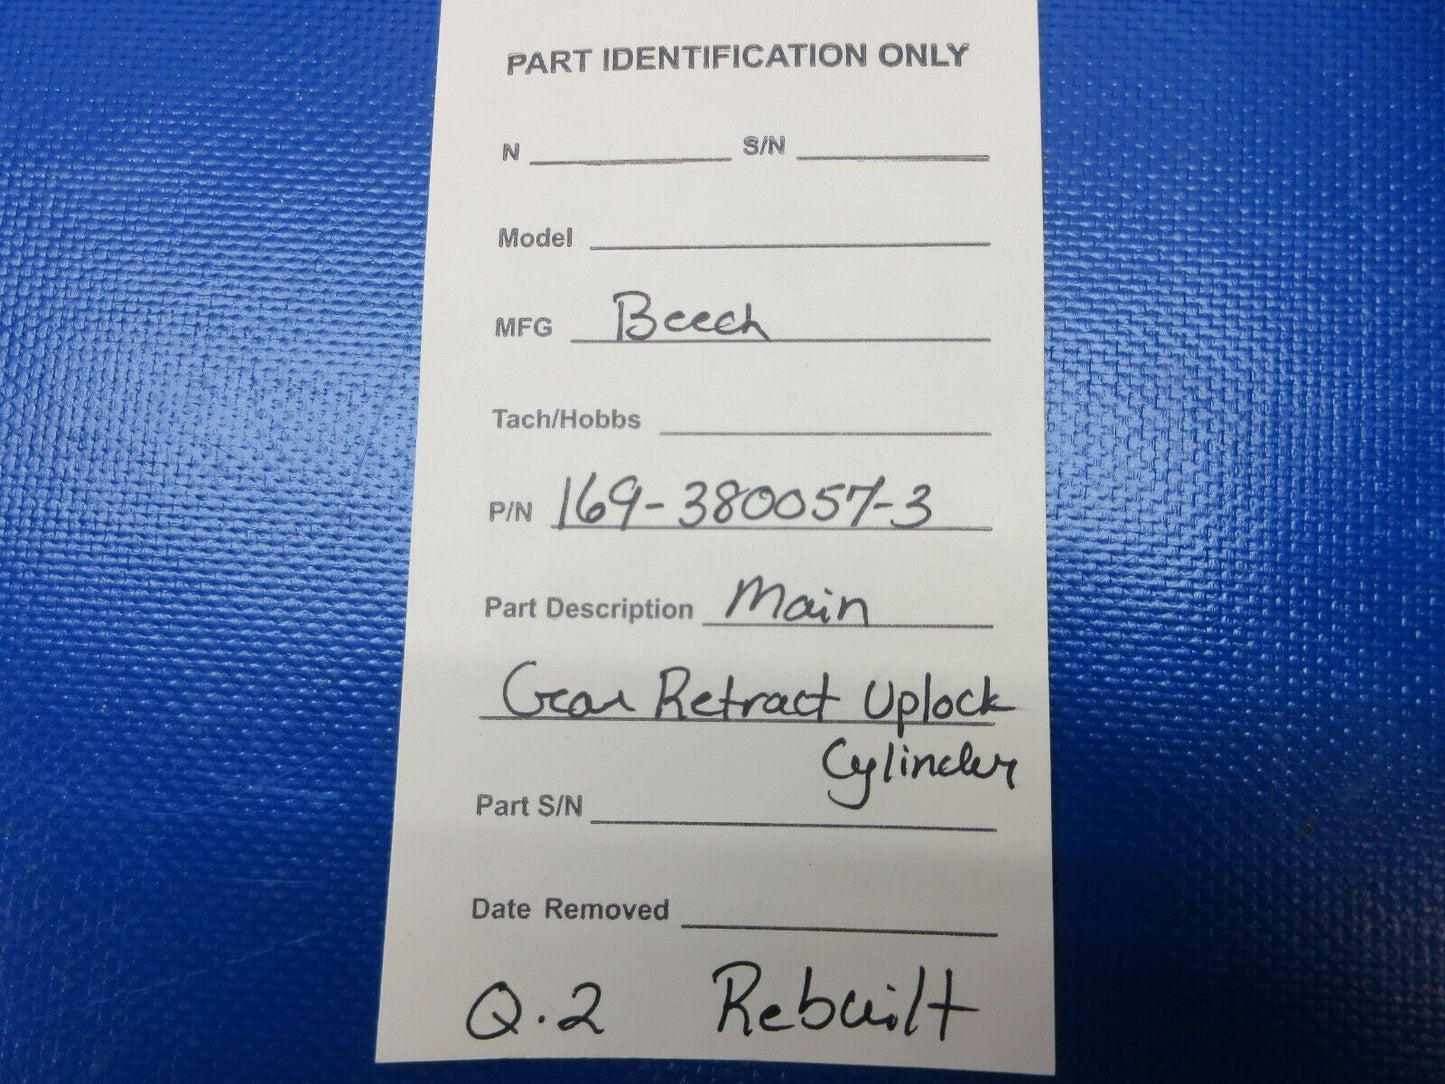 PART IDENTIFICATION ONLY
N S/N
Model
MFG Beech
Tach/Hobbs
P/N 169-380057-3
Part Description Main
Gear Retract Uplock
Cylinder
Part S/N
Date Removed
Q.2 Rebuilt